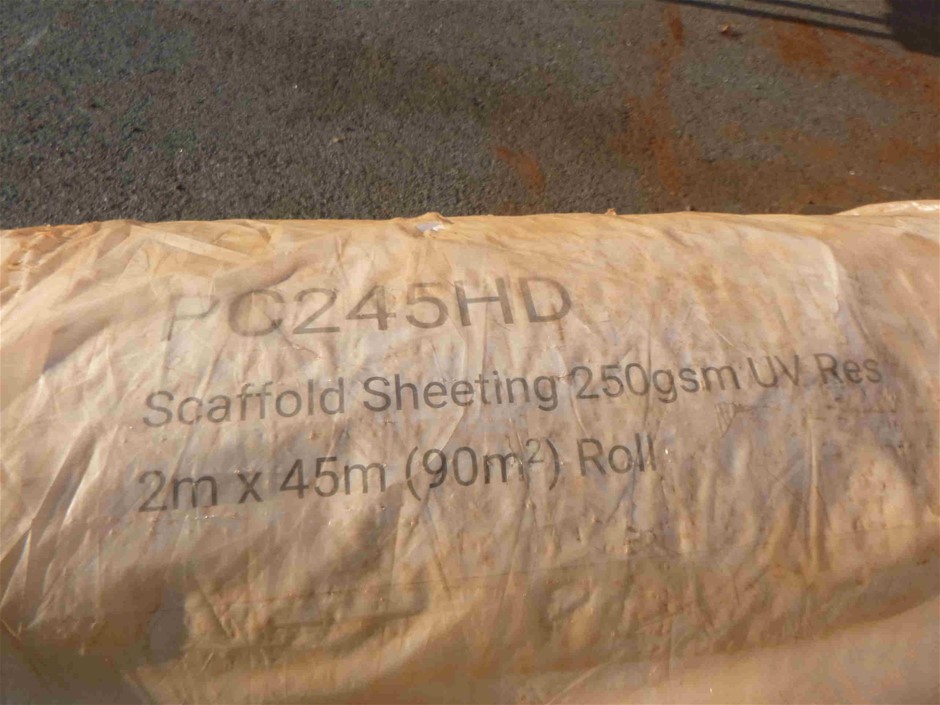 PC245HD
Scaffold Sheeting 250gsm UV Res
2m x 45m (90m²) Roll